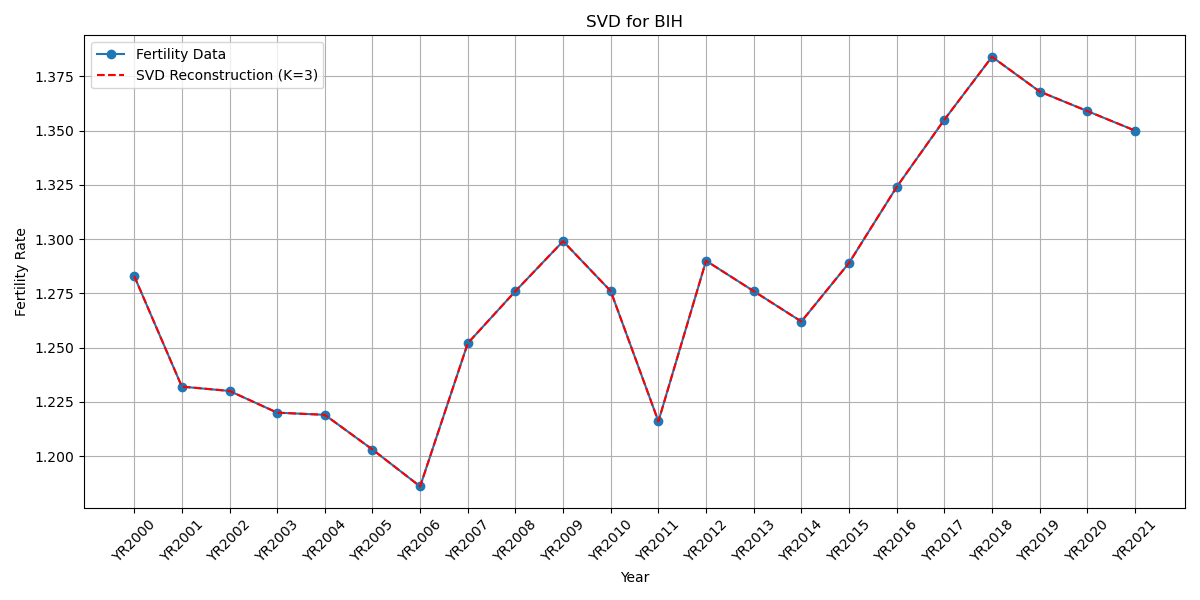 SVD for BIH
Fertility Data
SVD Reconstruction (K=3)
Fertility Rate
1.375
1.350
1.325
1.300
1.275
1.250
1.225
1.200
YR2000
YR2001
YR2002
YR2003
YR2004
YR2005
YR2006
YR2007
YR2008
YR2009
YR2010
YR2011
YR2012
YR2013
YR2014
YR2015
YR2016
YR2017
YR2018
YR2019
YR2020
YR2021
Year